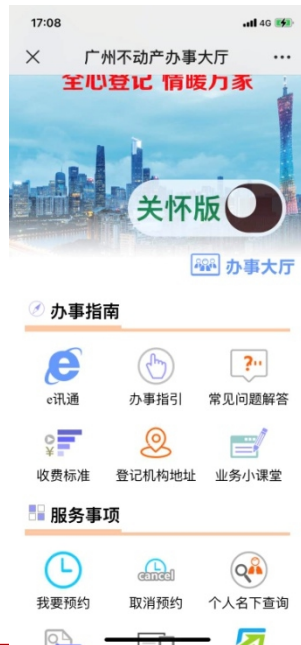 17:08
4G
广州不动产办事大厅
全心登记 情暖万家
关怀版
办事大厅
办事指南
e讯通
办事指引
常见问题解答
收费标准
登记机构地址
业务小课堂
服务事项
cancel
我要预约
取消预约
个人名下查询